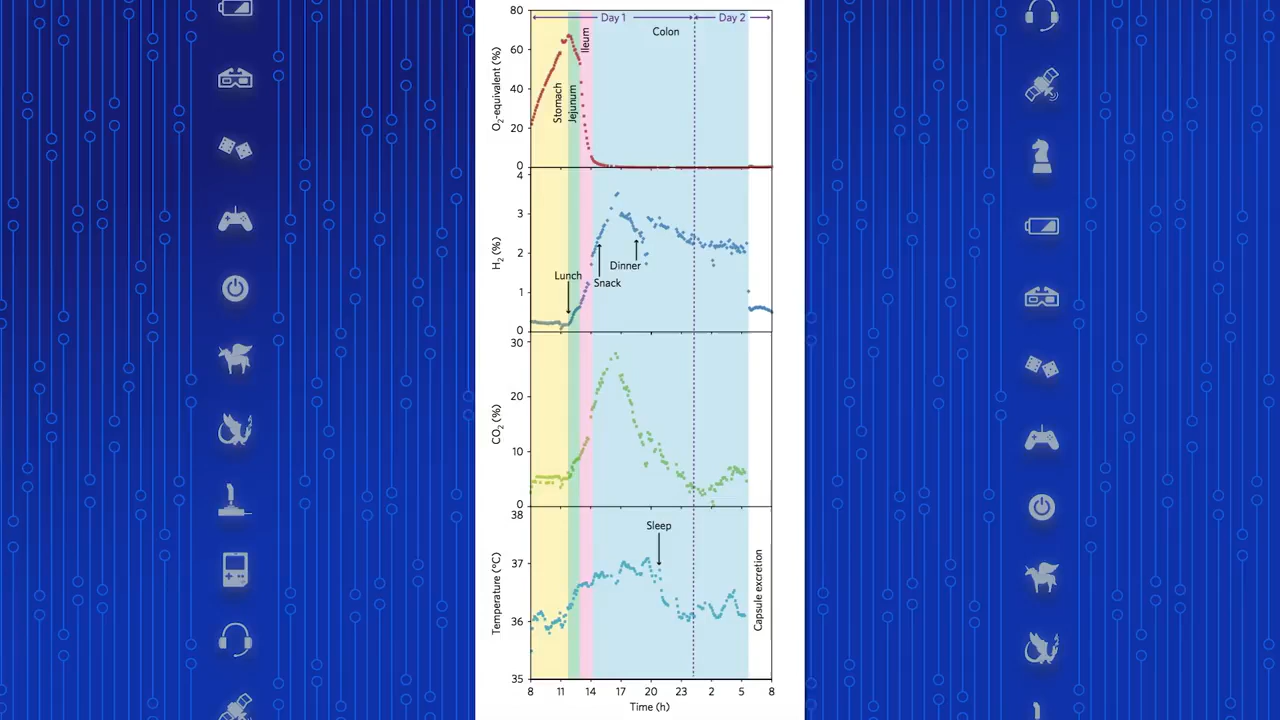 80
Day 1
Day 2
Colon
Ileum
60
O2-equivalent (%)
40
Stomach
Jejunum
20
0
4
3
H2 (%)
2
Dinner
Lunch
Snack
1
0
30
20
CO2 (%)
10
0
38
Sleep
37
Temperature (°C)
Capsule excretion
36
35
8 11 14 17 20 23 2 5 8
Time (h)